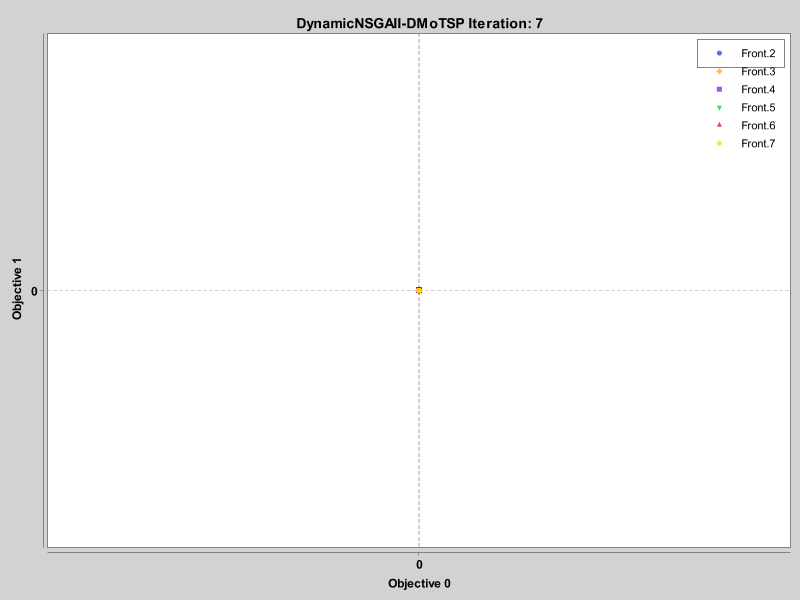 DynamicNSGAII-DMoTSP Iteration: 7
Front.2
Front.3
Front.4
Front.5
Front.6
Front.7
Objective 1
0
0
Objective 0